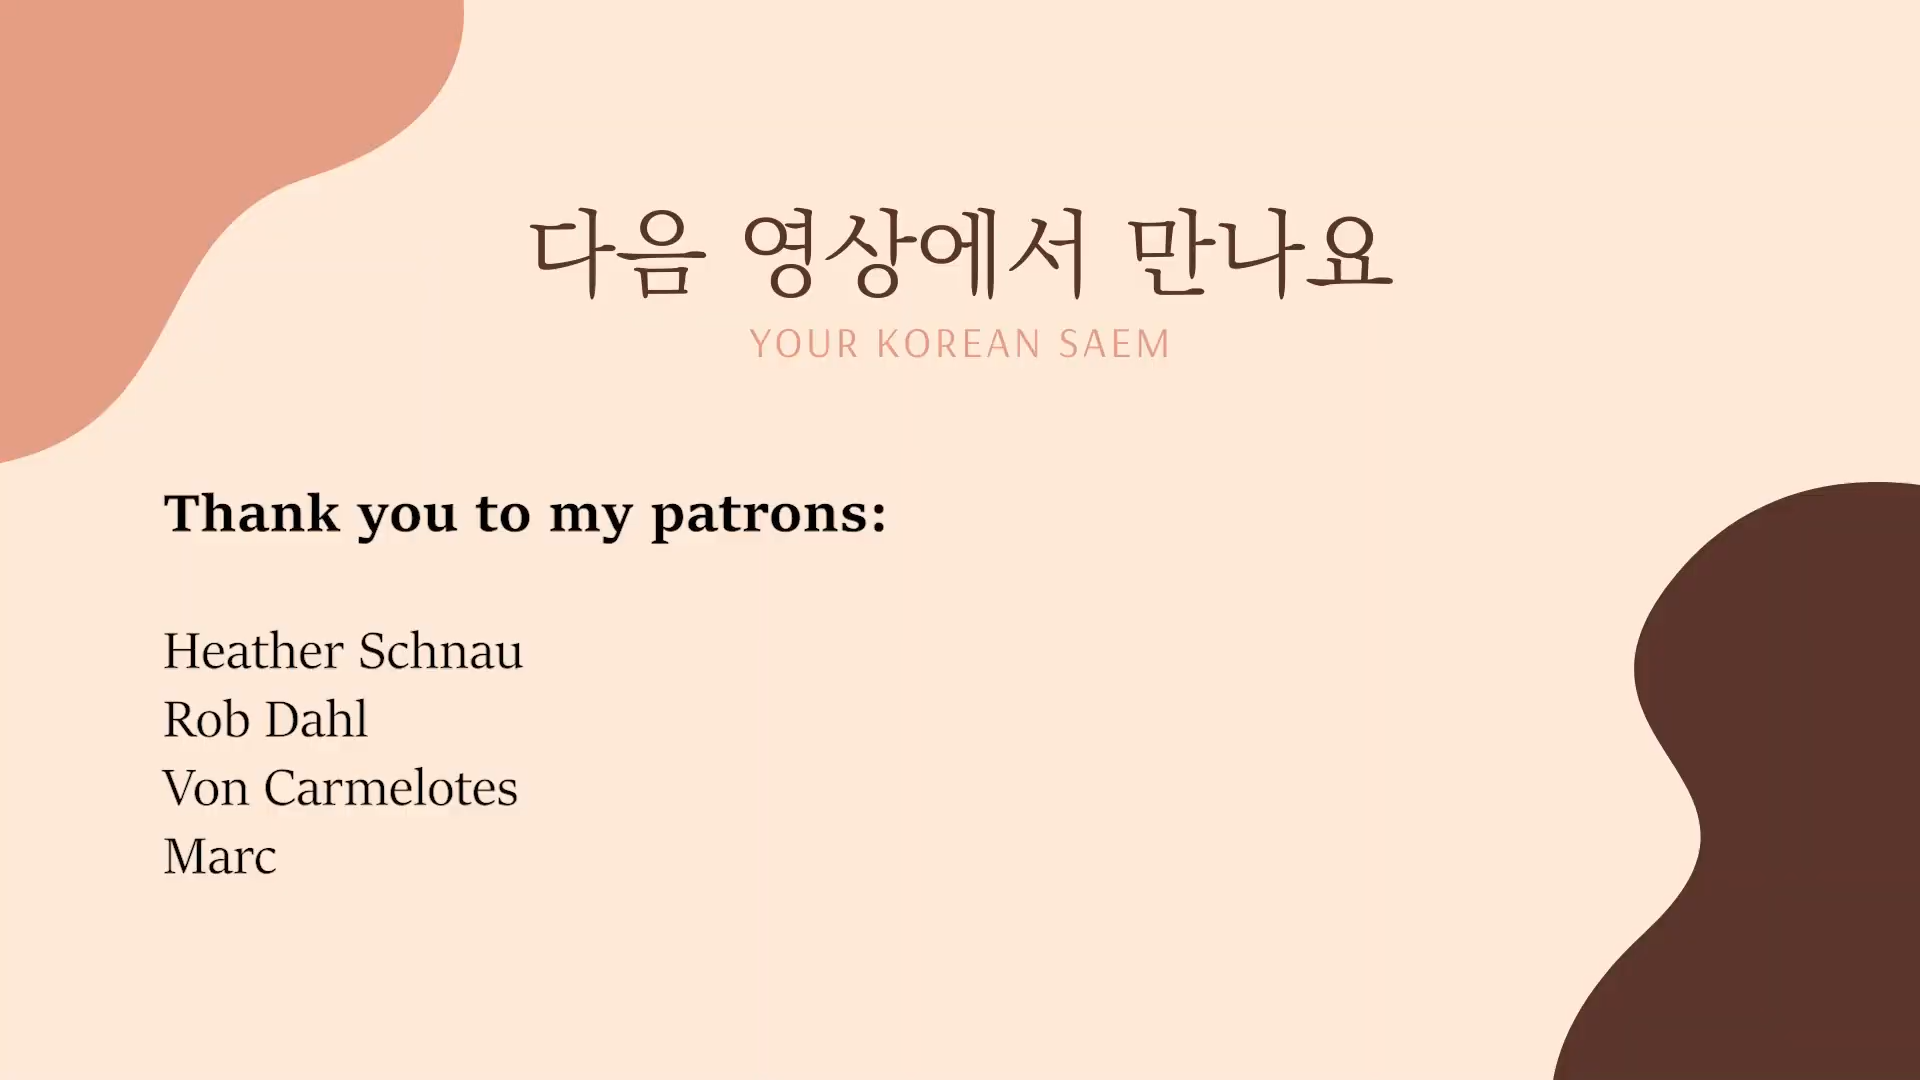 다음 영상에서 만나요
YOUR KOREAN SAEM
Thank you to my patrons:
Heather Schnau
Rob Dahl
Von Carmelotes
Marc